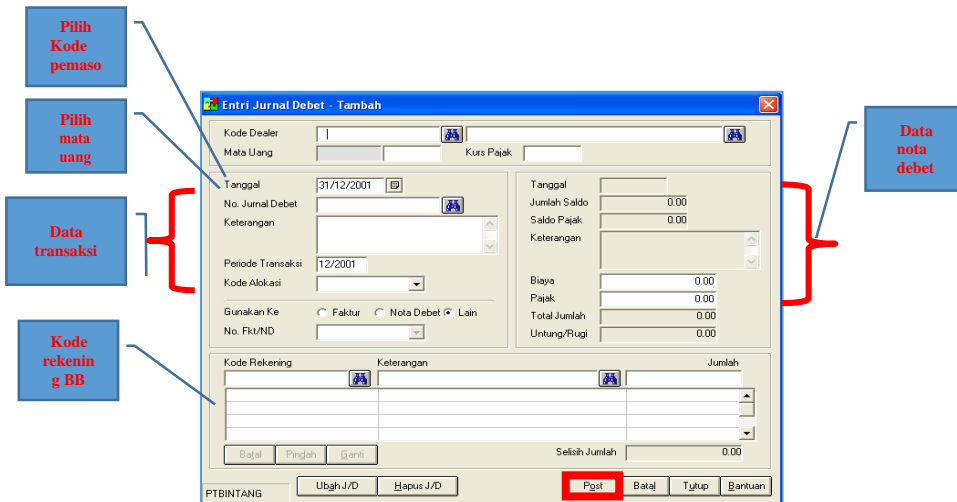 Pilih
Kode
pemaso
Pilih
mata
uang
Data
transaksi
Kode
rekenin
g BB
Data
nota
debet
Entri Jurnal Debet - Tambah
Kode Dealer
Mata Uang
Kurs Pajak
Tanggal 31/12/2001
No. Jurnal Debet
Keterangan
Periode Transaksi 12/2001
Kode Alokasi
Gunakan Ke Faktur Nota Debet Lain
No. Fkt/ND
Tanggal
Jumlah Saldo 0.00
Saldo Pajak 0.00
Keterangan
Biaya 0.00
Pajak 0.00
Total Jumlah 0.00
Untung/Rugi 0.00
Kode Rekening Keterangan Jumlah
Batal Pindah Ganti Selisih Jumlah 0.00
PTBINTANG Ubah J/D Hapus J/D Post Batal Tutup Bantuan